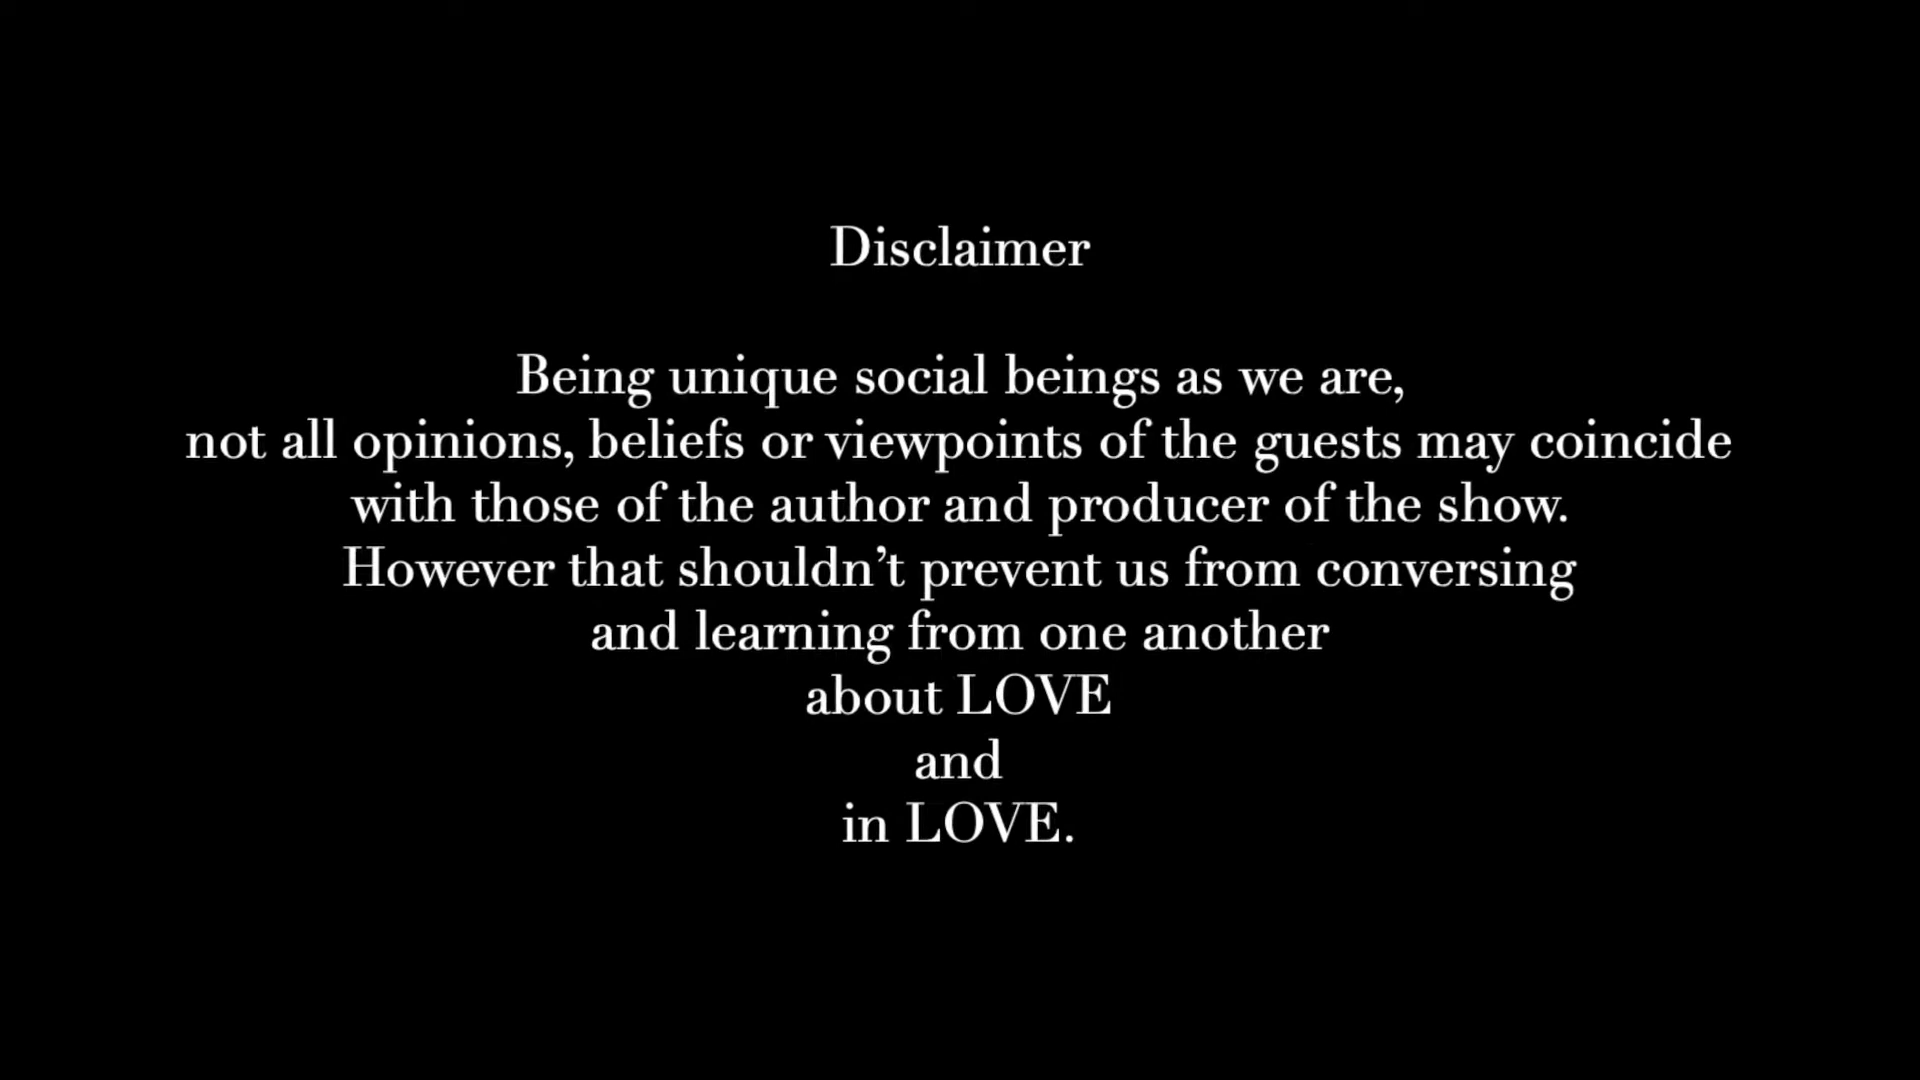 Disclaimer
Being unique social beings as we are,
not all opinions, beliefs or viewpoints of the guests may coincide
with those of the author and producer of the show.
However that shouldn’t prevent us from conversing
and learning from one another
about LOVE
and
in LOVE.